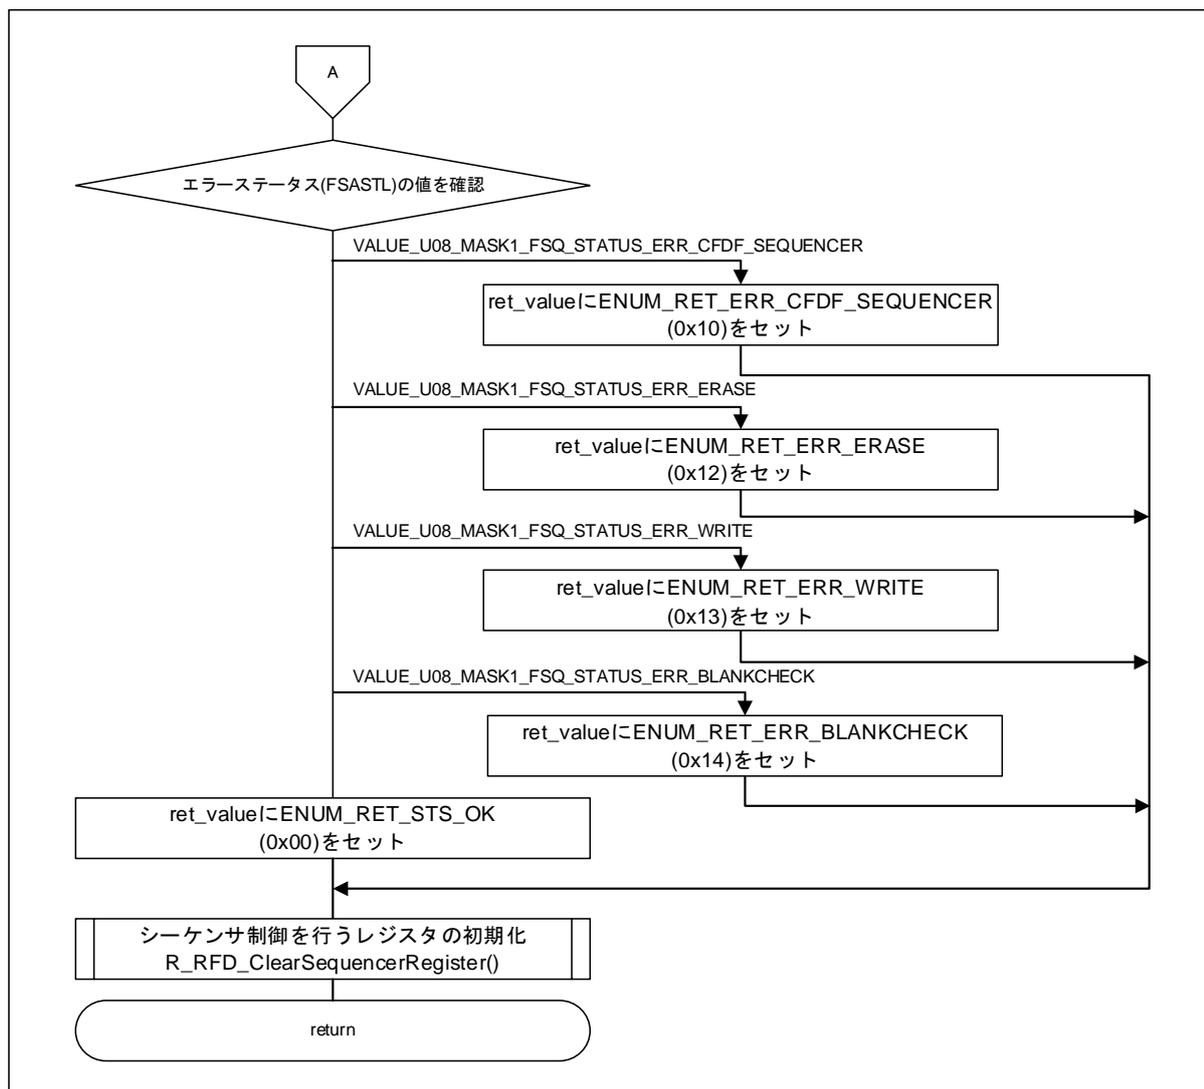 A
エラーステータス(FSASTL)の値を確認
VALUE_U08_MASK1_FSQ_STATUS_ERR_CFDF_SEQUENCER
ret_valueにENUM_RET_ERR_CFDF_SEQUENCER
(0x10)をセット
VALUE_U08_MASK1_FSQ_STATUS_ERR_ERASE
ret_valueにENUM_RET_ERR_ERASE
(0x12)をセット
VALUE_U08_MASK1_FSQ_STATUS_ERR_WRITE
ret_valueにENUM_RET_ERR_WRITE
(0x13)をセット
VALUE_U08_MASK1_FSQ_STATUS_ERR_BLANKCHECK
ret_valueにENUM_RET_ERR_BLANKCHECK
(0x14)をセット
ret_valueにENUM_RET_STS_OK
(0x00)をセット
シーケンサ制御を行うレジスタの初期化
R_RFD_ClearSequencerRegister()
return